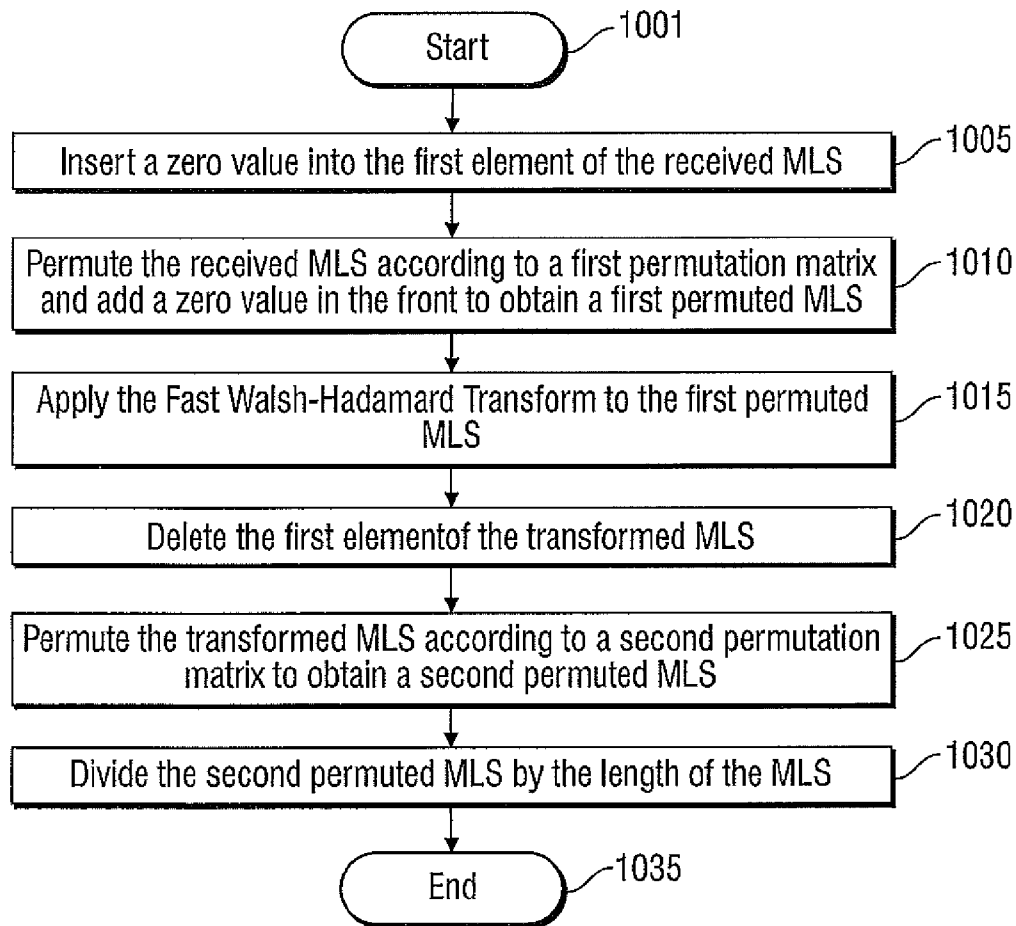 Start
1001
Insert a zero value into the first element of the received MLS
1005
Permute the received MLS according to a first permutation matrix
and add a zero value in the front to obtain a first permuted MLS
1010
Apply the Fast Walsh-Hadamard Transform to the first permuted
MLS
1015
Delete the first elementof the transformed MLS
1020
Permute the transformed MLS according to a second permutation
matrix to obtain a second permuted MLS
1025
Divide the second permuted MLS by the length of the MLS
1030
End
1035